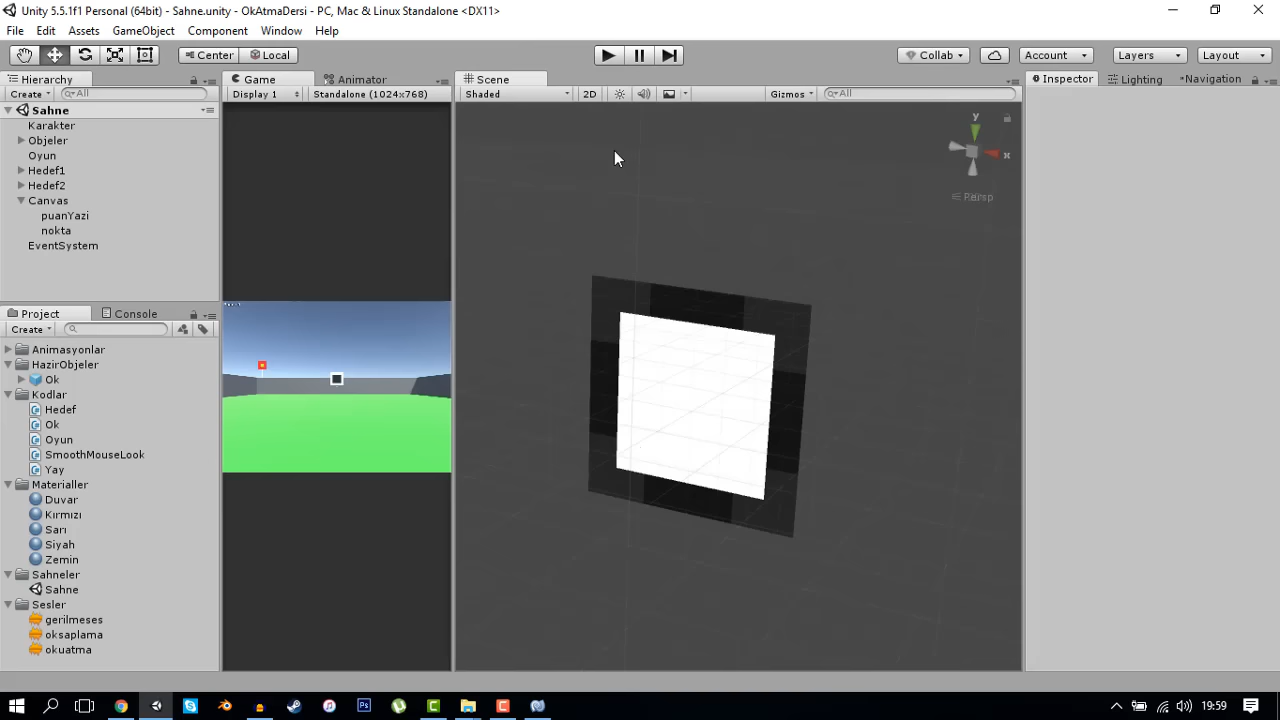 Unity 5.5.1f1 Personal (64bit) - Sahne.unity - OkAtmaDersi - PC, Mac & Linux Standalone <DX11>
File Edit Assets GameObject Component Window Help
Center Local Collab Account Layers Layout
Hierarchy
Create All
Sahne
Karakter
Objeler
Oyun
Hedef1
Hedef2
Canvas
puanYazi
nokta
EventSystem
Project Console
Create
Animasyonlar
HazirObjeler
Ok
Kodlar
Hedef
Ok
Oyun
SmoothMouseLook
Yay
Materialler
Duvar
Kırmızı
Sarı
Siyah
Zemin
Sahneler
Sahne
Sesler
gerilmeses
oksaplama
okuatma
Game Animator
Display 1 Standalone (1024x768)
Scene
Shaded 2D Gizmos All
y
x
Persp
Inspector Lighting Navigation
19:59